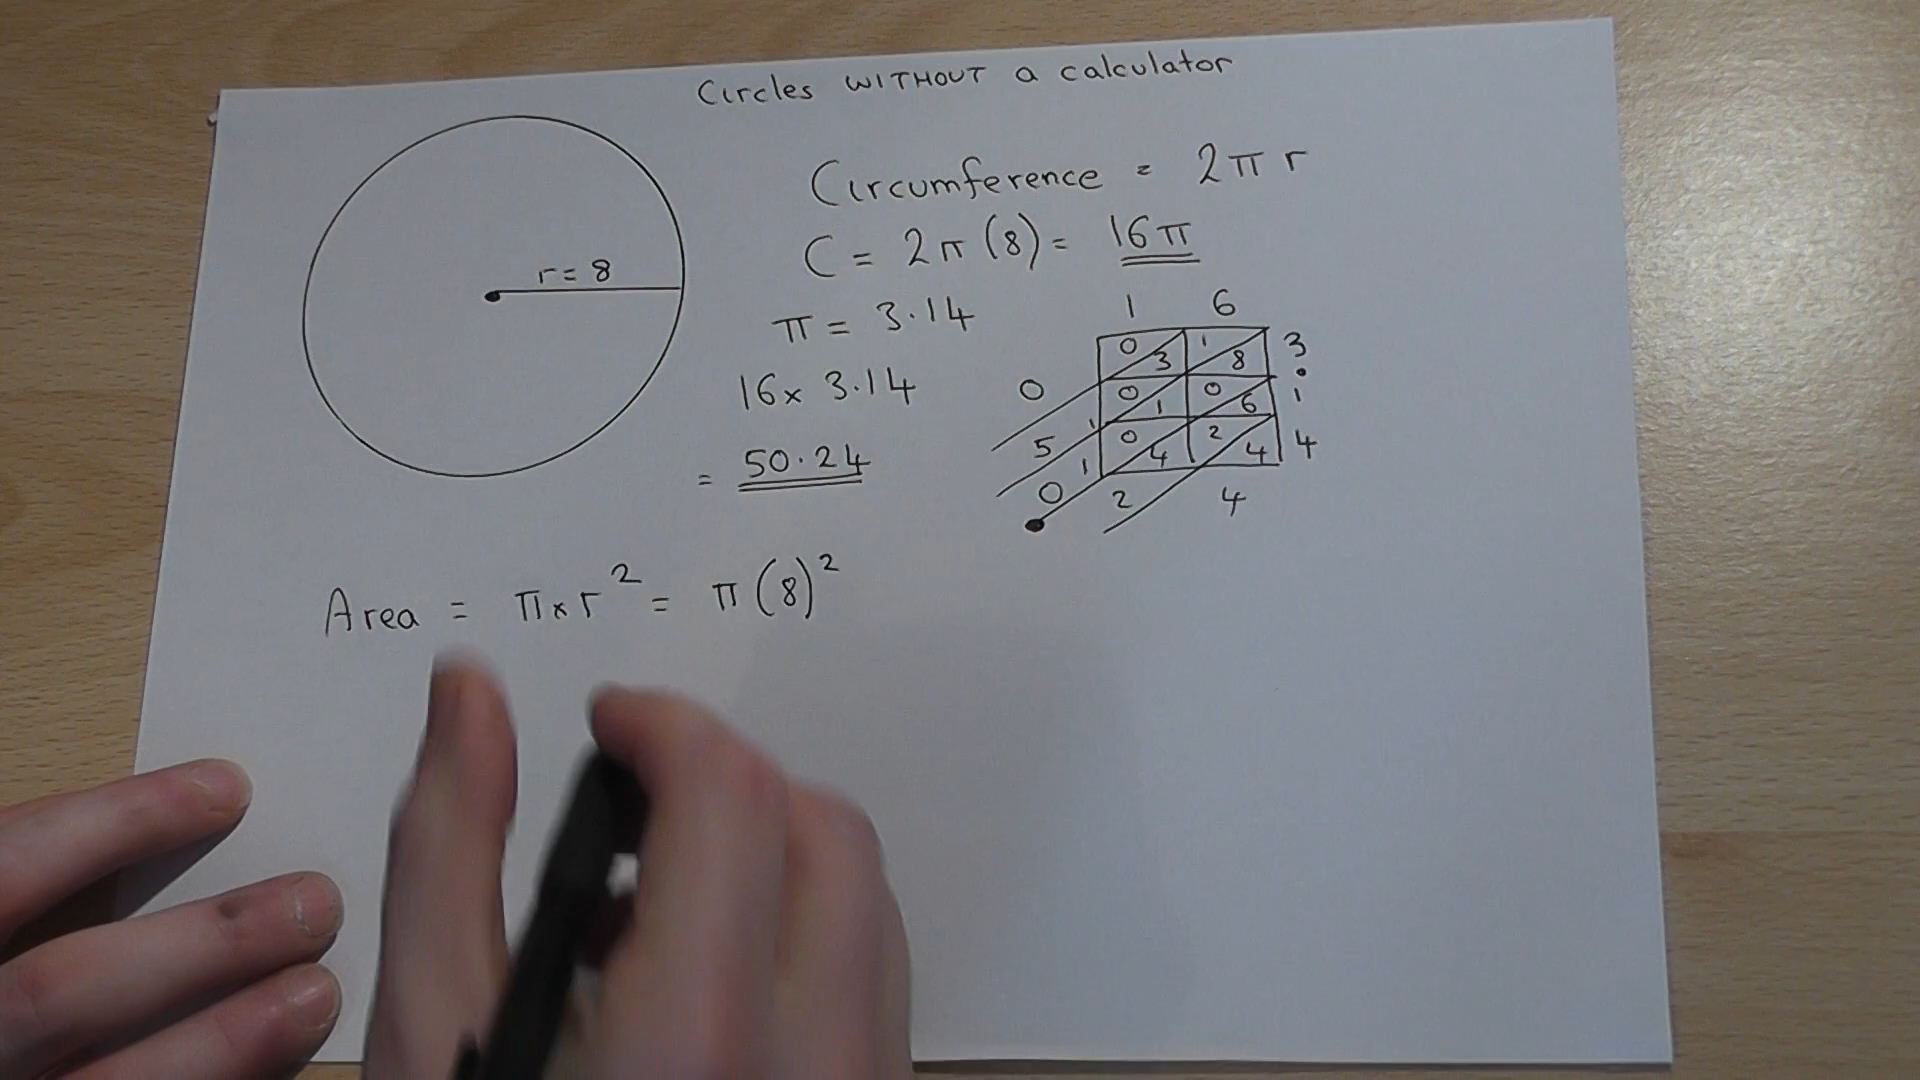 Circles WITHOUT a calculator
r = 8
Circumference = 2π r
C = 2π (8) = 16π
π = 3.14
16 x 3.14
= 50.24
1 6
0 3 1 8 3
0
.
0 1 0 6 1
1
5
0 4 2 4 4
1
0 2 4
.
Area = π x r² = π (8)²